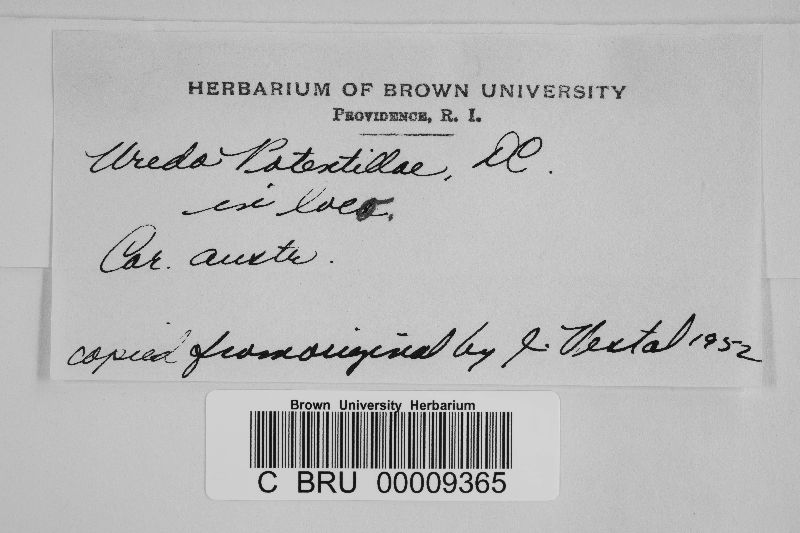 HERBARIUM OF BROWN UNIVERSITY
PROVIDENCE, R. I.
Uredo Potentillae, DC.
in loco.
Car. austr.
copied from original by E. Vestal 1952
Brown University Herbarium
C BRU 00009365